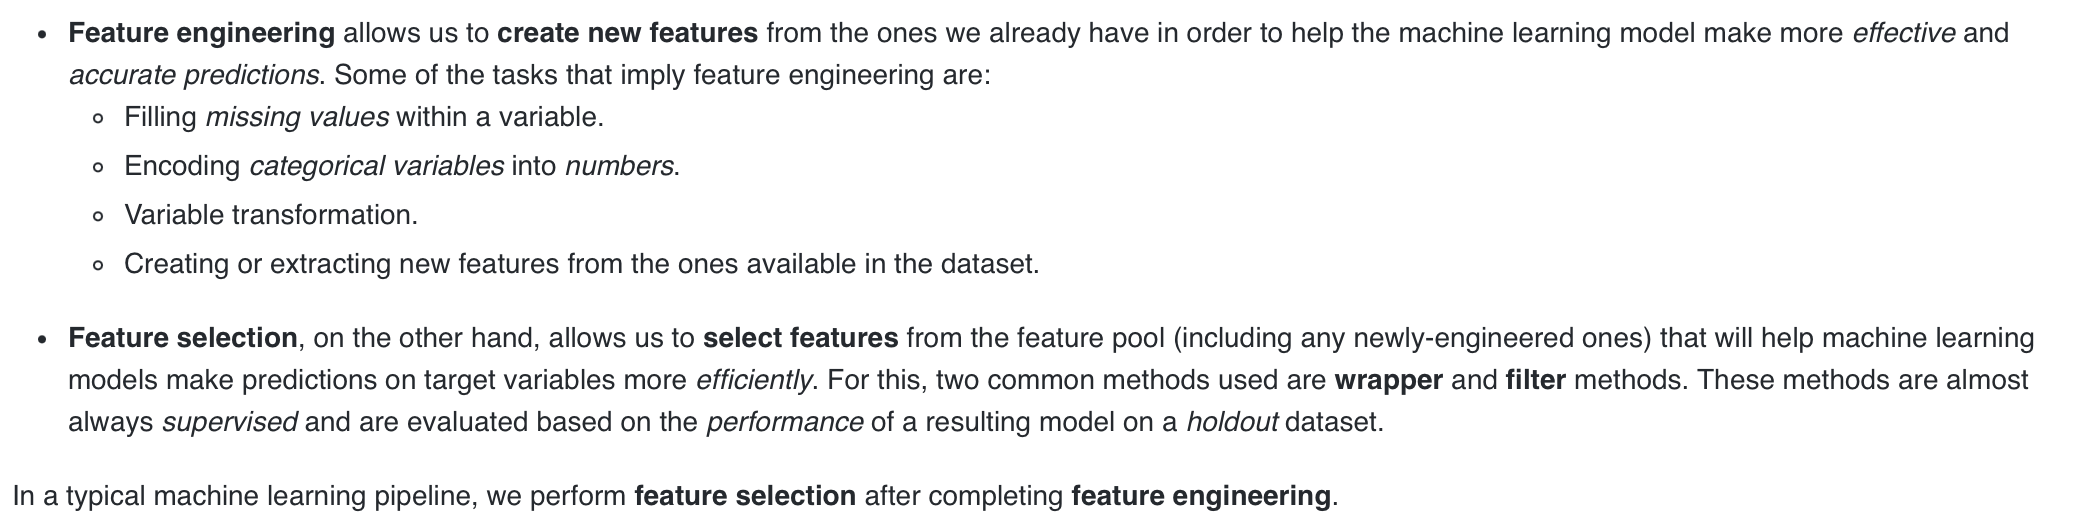 • Feature engineering allows us to create new features from the ones we already have in order to help the machine learning model make more effective and
accurate predictions. Some of the tasks that imply feature engineering are:
◦ Filling missing values within a variable.
◦ Encoding categorical variables into numbers.
◦ Variable transformation.
◦ Creating or extracting new features from the ones available in the dataset.
• Feature selection, on the other hand, allows us to select features from the feature pool (including any newly-engineered ones) that will help machine learning
models make predictions on target variables more efficiently. For this, two common methods used are wrapper and filter methods. These methods are almost
always supervised and are evaluated based on the performance of a resulting model on a holdout dataset.
In a typical machine learning pipeline, we perform feature selection after completing feature engineering.